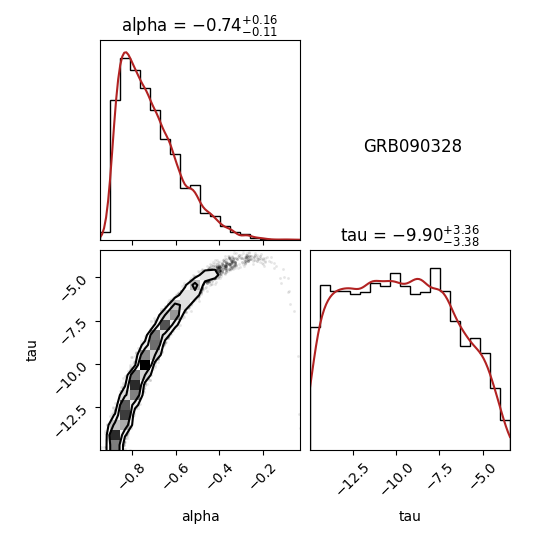 alpha = −0.74+0.16−0.11
GRB090328
tau = −9.90+3.36−3.38
tau
−5.0
−7.5
−10.0
−12.5
−0.8 −0.6 −0.4 −0.2
−12.5 −10.0 −7.5 −5.0
alpha tau